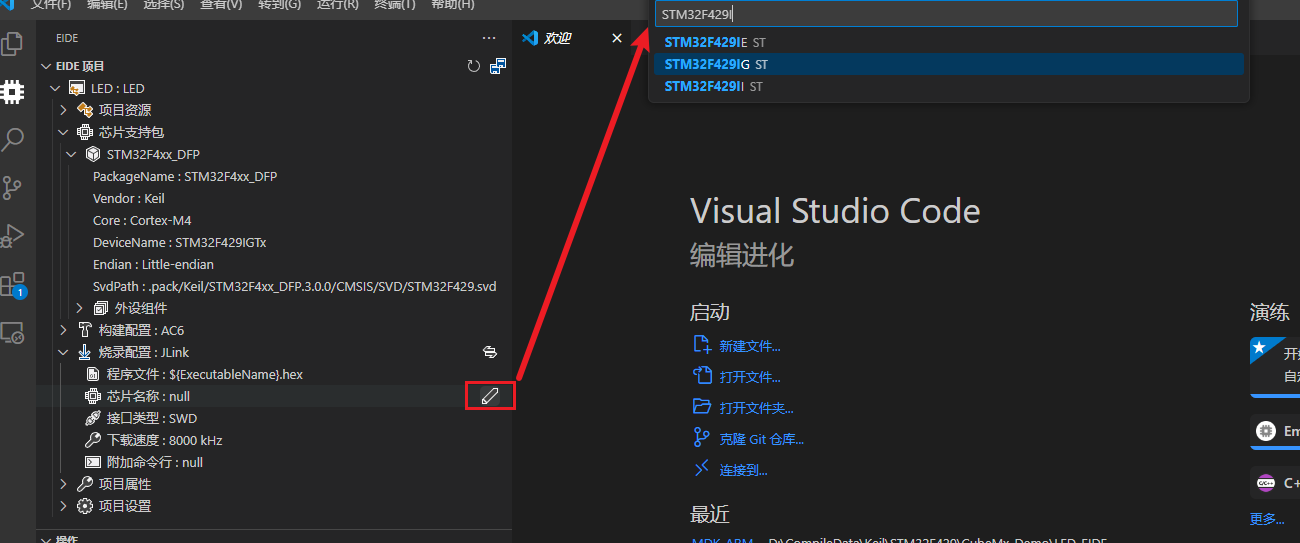 文件(F) 编辑(E) 选择(S) 查看(V) 转到(G) 运行(R) 终端(T) 帮助(H)
STM32F429I
STM32F429IE ST
STM32F429IG ST
STM32F429II ST
EIDE
欢迎
EIDE 项目
LED : LED
项目资源
芯片支持包
STM32F4xx_DFP
PackageName : STM32F4xx_DFP
Vendor : Keil
Core : Cortex-M4
DeviceName : STM32F429IGTx
Endian : Little-endian
SvdPath : .pack/Keil/STM32F4xx_DFP.3.0.0/CMSIS/SVD/STM32F429.svd
外设组件
构建配置 : AC6
烧录配置 : JLink
程序文件 : ${ExecutableName}.hex
芯片名称 : null
接口类型 : SWD
下载速度 : 8000 kHz
附加命令行 : null
项目属性
项目设置
操作
1
Visual Studio Code
编辑进化
启动
新建文件...
打开文件...
打开文件夹...
克隆 Git 仓库...
连接到...
最近
MDK-ARM D:\CompileData\Keil\STM32F429\CubeMx_Demo\LED_EIDE
演练
开始
自定
Em
C/C++
C+
更多...